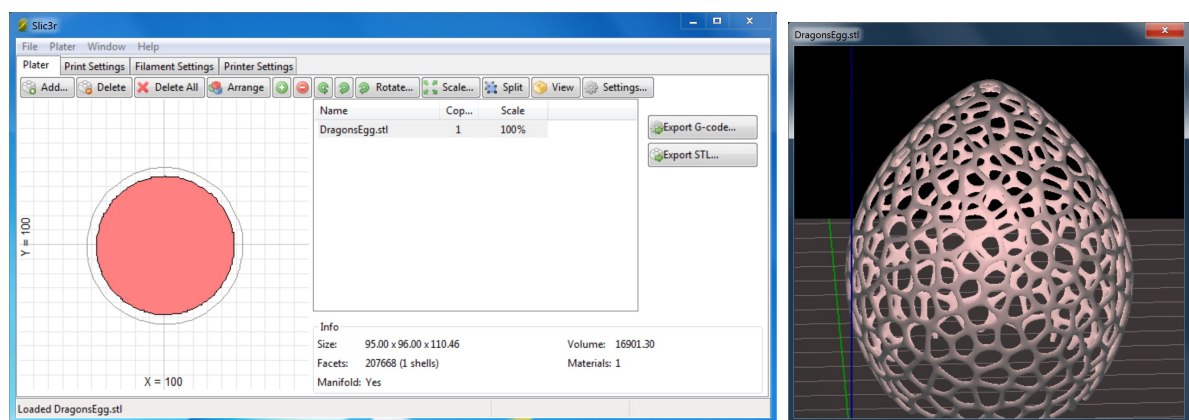 Slic3r
File Plater Window Help
Plater Print Settings Filament Settings Printer Settings
Add... Delete Delete All Arrange Rotate... Scale... Split View Settings...
Name Cop... Scale
DragonsEgg.stl 1 100%
Export G-code...
Export STL...
Y = 100
X = 100
Info
Size: 95.00 x 96.00 x 110.46 Volume: 16901.30
Facets: 207668 (1 shells) Materials: 1
Manifold: Yes
Loaded DragonsEgg.stl
DragonsEgg.stl